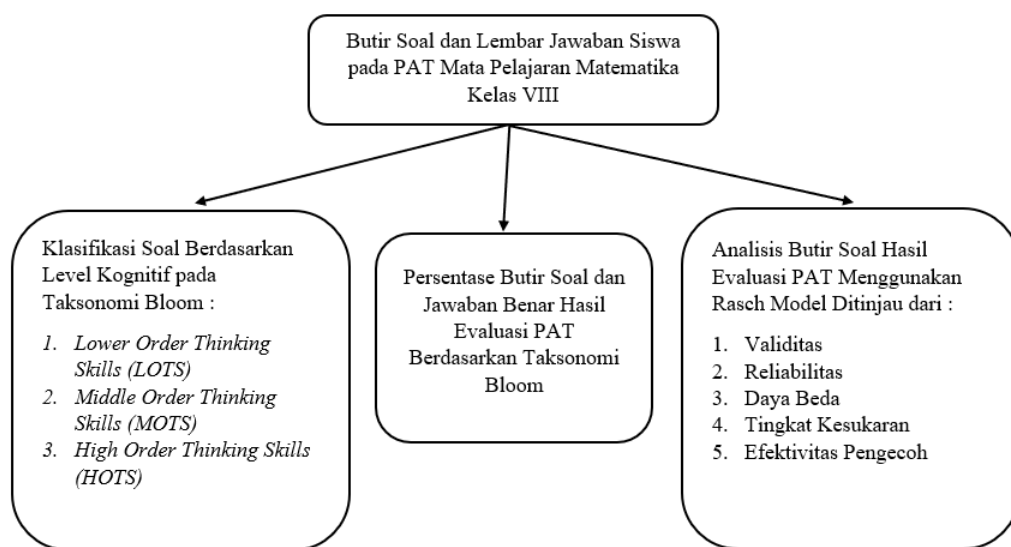 Butir Soal dan Lembar Jawaban Siswa
pada PAT Mata Pelajaran Matematika
Kelas VIII
Klasifikasi Soal Berdasarkan
Level Kognitif pada
Taksonomi Bloom :
1. Lower Order Thinking
Skills (LOTS)
2. Middle Order Thinking
Skills (MOTS)
3. High Order Thinking Skills
(HOTS)
Persentase Butir Soal dan
Jawaban Benar Hasil
Evaluasi PAT
Berdasarkan Taksonomi
Bloom
Analisis Butir Soal Hasil
Evaluasi PAT Menggunakan
Rasch Model Ditinjau dari :
1. Validitas
2. Reliabilitas
3. Daya Beda
4. Tingkat Kesukaran
5. Efektivitas Pengecoh